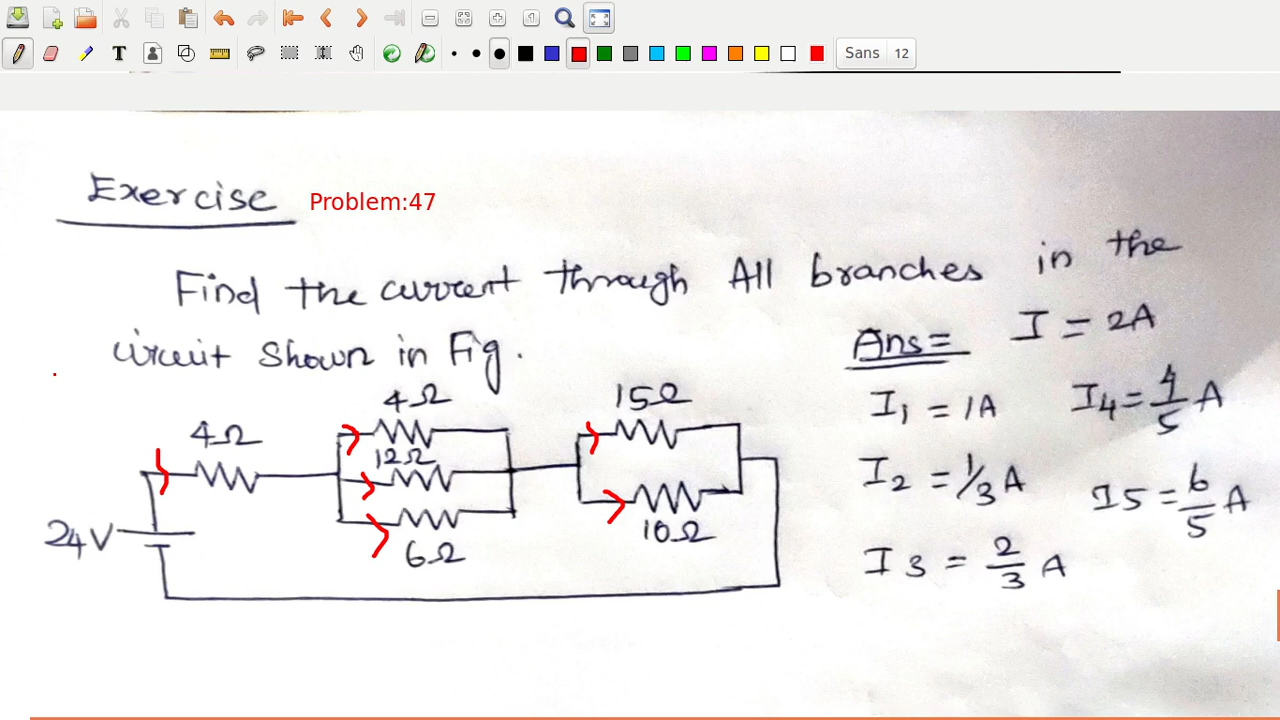 Sans 12
Exercise Problem:47
Find the current through All branches in the
circuit Shown in Fig.
Ans= I = 2A
I1 = 1A I4 = 4/5 A
I2 = 1/3 A I5 = 6/5 A
I3 = 2/3 A
4Ω
4Ω
12Ω
6Ω
15Ω
10Ω
24V